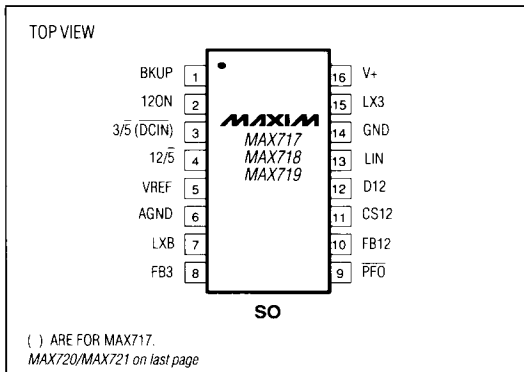 TOP VIEW
BKUP 1
12ON 2
3/5̅ (D̅C̅I̅N̅) 3
12/5̅ 4
VREF 5
AGND 6
LXB 7
FB3 8
MAXIM
MAX717
MAX718
MAX719
16 V+
15 LX3
14 GND
13 LIN
12 D12
11 CS12
10 FB12
9 P̅F̅O̅
SO
( ) ARE FOR MAX717.
MAX720/MAX721 on last page